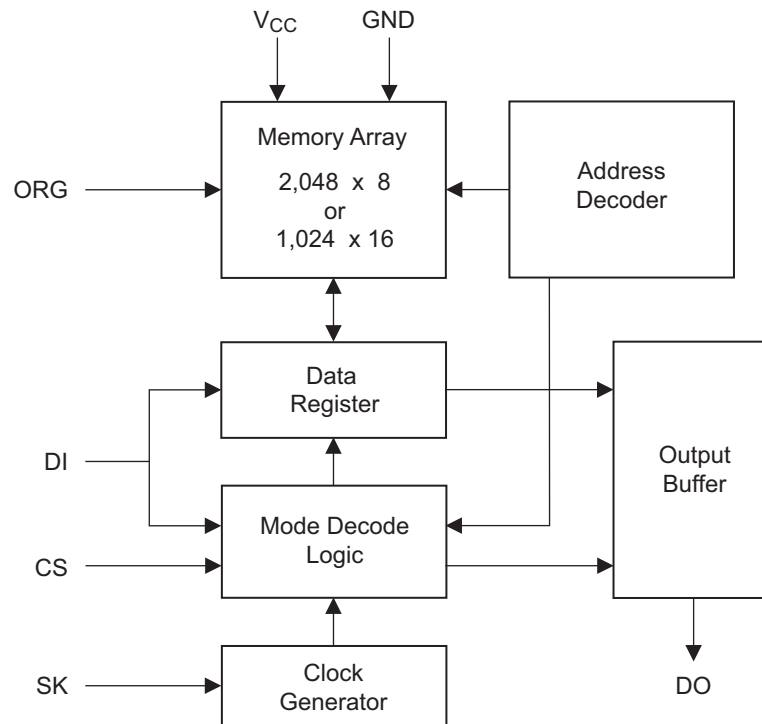 VCC
GND
Memory Array
2,048 x 8
or
1,024 x 16
Address
Decoder
ORG
Data
Register
DI
Output
Buffer
Mode Decode
Logic
CS
Clock
Generator
SK
DO